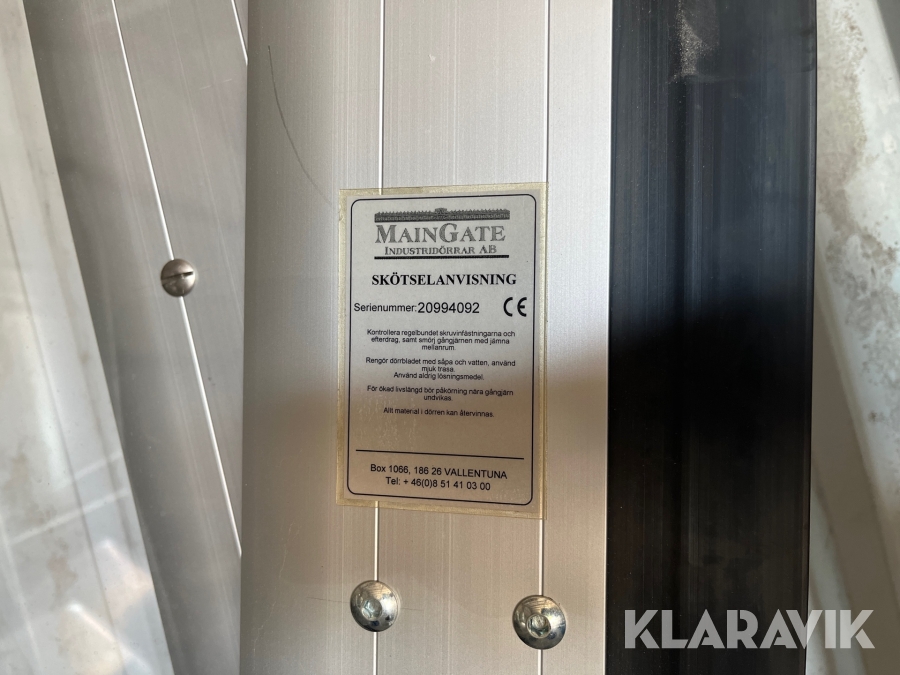 MAINGATE
INDUSTRIDÖRRAR AB
SKÖTSELANVISNING
Serienummer:20994092 CE
Kontrollera regelbundet skruvinfästningarna och
efterdrag, samt smörj gångjärnen med jämna
mellanrum.
Rengör dörrbladet med såpa och vatten, använd
mjuk trasa.
Använd aldrig lösningsmedel.
För ökad livslängd bör påkörning nära gångjärn
undvikas.
Allt material i dörren kan återvinnas.
Box 1066, 186 26 VALLENTUNA
Tel: + 46(0)8 51 41 03 00
KLARAVIK